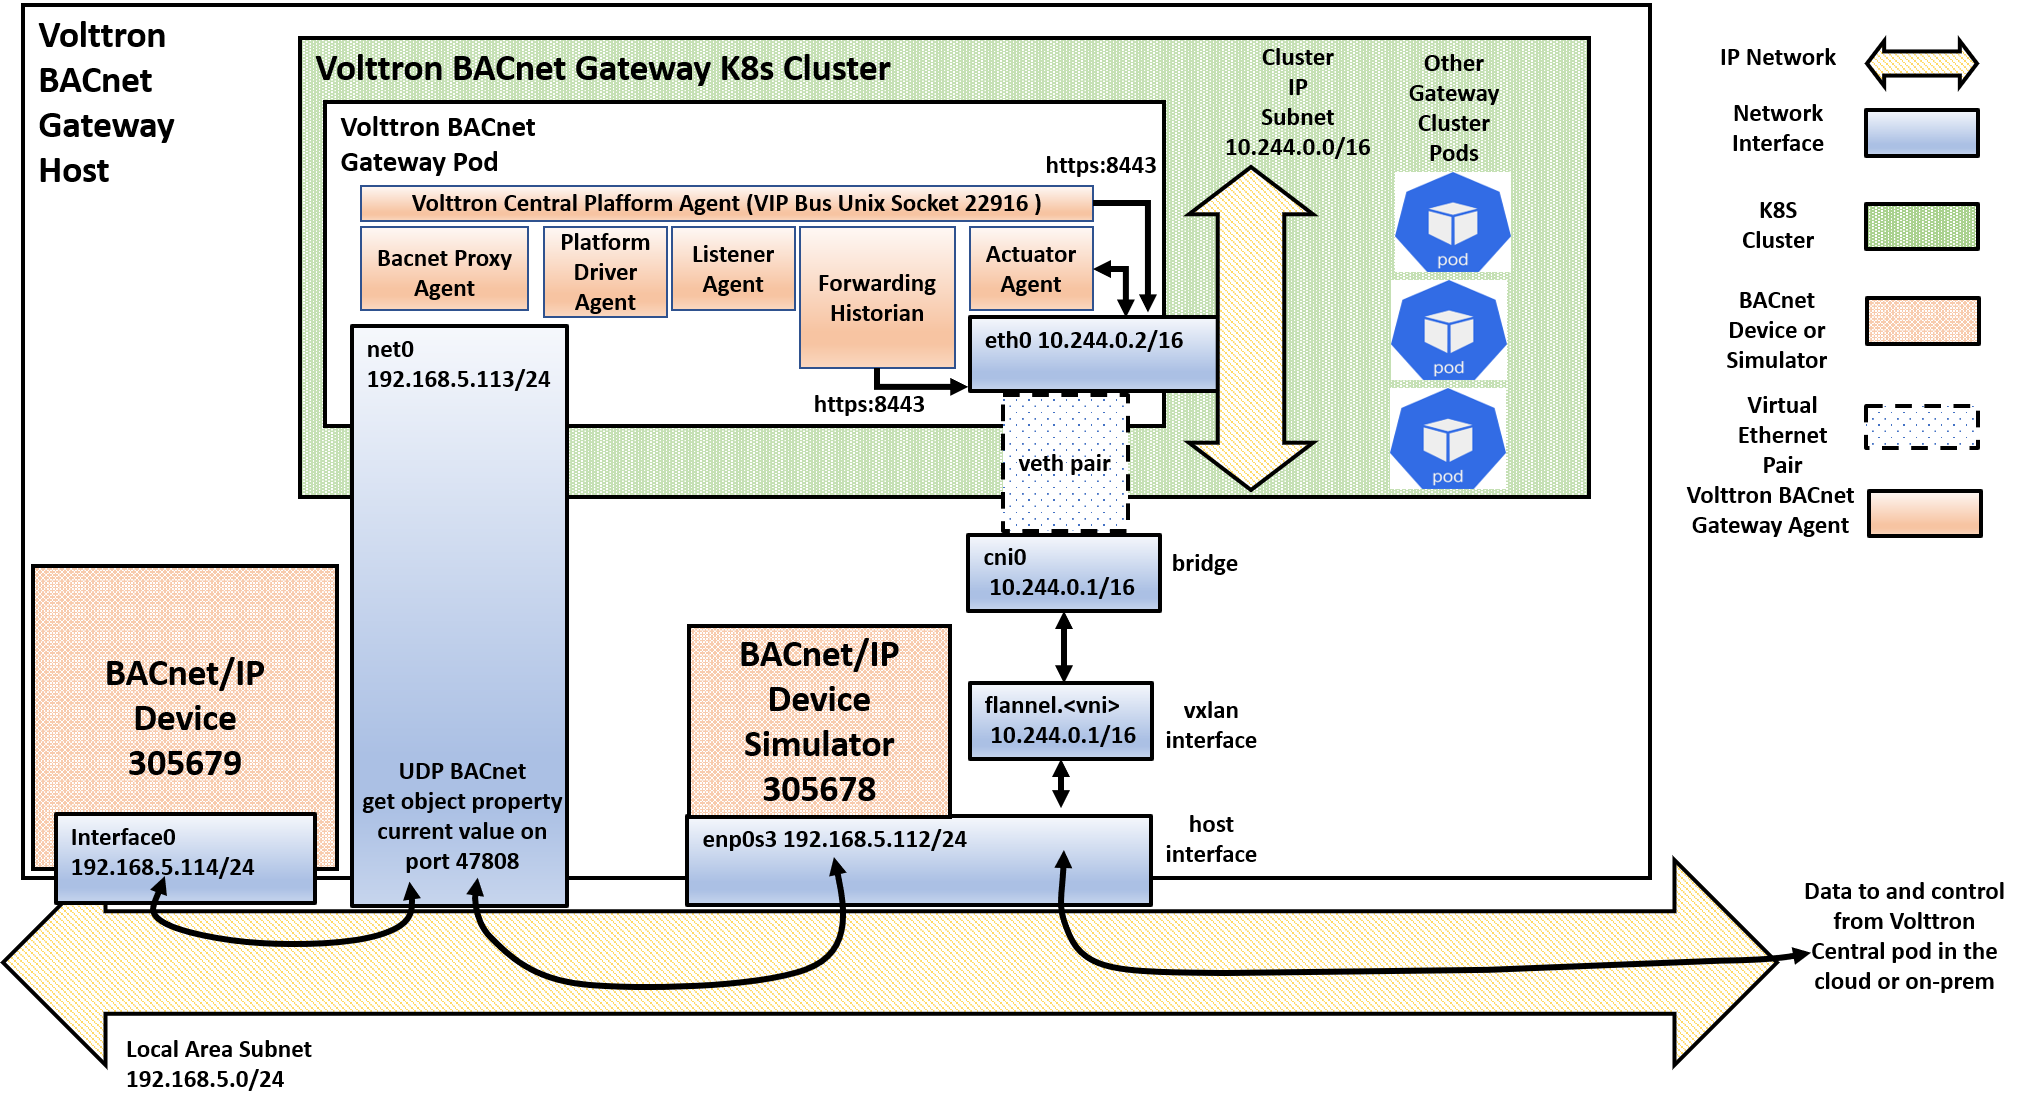 Volttron
BACnet
Gateway
Host
Volttron BACnet Gateway K8s Cluster
Volttron BACnet
Gateway Pod
https:8443
Volttron Central Plafform Agent (VIP Bus Unix Socket 22916 )
Bacnet Proxy
Agent
Platform
Driver
Agent
Listener
Agent
Forwarding
Historian
Actuator
Agent
net0
192.168.5.113/24
eth0 10.244.0.2/16
https:8443
Cluster
IP
Subnet
10.244.0.0/16
Other
Gateway
Cluster
Pods
pod
pod
pod
veth pair
cni0
10.244.0.1/16
bridge
flannel.<vni>
10.244.0.1/16
vxlan
interface
BACnet/IP
Device
305679
Interface0
192.168.5.114/24
UDP BACnet
get object property
current value on
port 47808
BACnet/IP
Device
Simulator
305678
enp0s3 192.168.5.112/24
host
interface
Local Area Subnet
192.168.5.0/24
Data to and control
from Volttron
Central pod in the
cloud or on-prem
IP Network
Network
Interface
K8S
Cluster
BACnet
Device or
Simulator
Virtual
Ethernet
Pair
Volttron BACnet
Gateway Agent